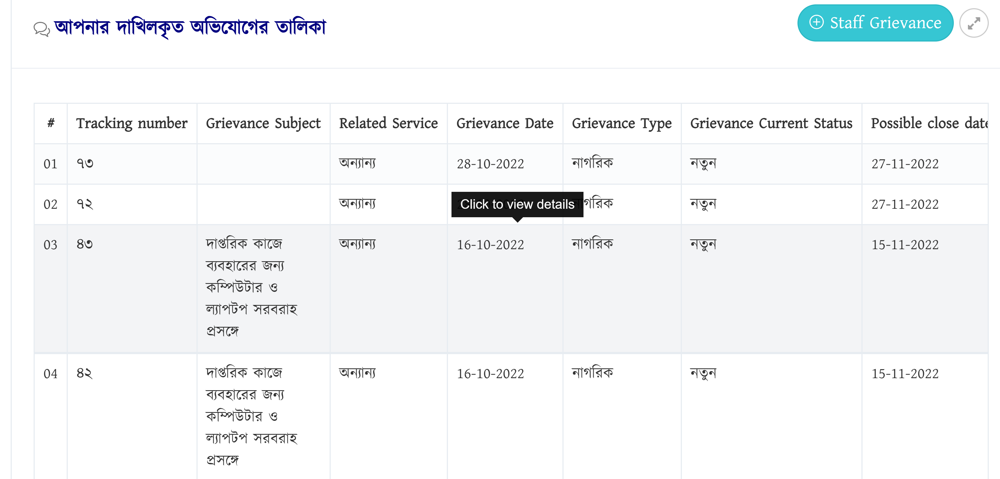 আপনার দাখিলকৃত অভিযোগের তালিকা
Staff Grievance
# Tracking number Grievance Subject Related Service Grievance Date Grievance Type Grievance Current Status Possible close date
01 ৭৩ অন্যান্য 28-10-2022 নাগরিক নতুন 27-11-2022
02 ৭২ অন্যান্য Click to view details নাগরিক নতুন 27-11-2022
03 ৪৩ দাপ্তরিক কাজে অন্যান্য 16-10-2022 নাগরিক নতুন 15-11-2022
ব্যবহারের জন্য
কম্পিউটার ও
ল্যাপটপ সরবরাহ
প্রসঙ্গে
04 ৪২ দাপ্তরিক কাজে অন্যান্য 16-10-2022 নাগরিক নতুন 15-11-2022
ব্যবহারের জন্য
কম্পিউটার ও
ল্যাপটপ সরবরাহ
প্রসঙ্গে